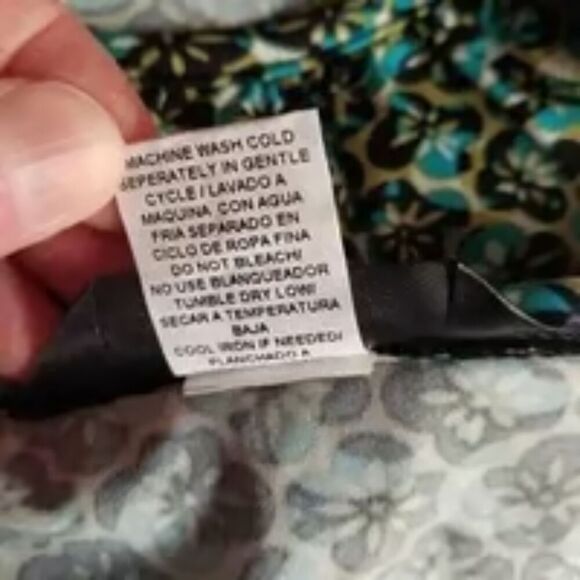 MACHINE WASH COLD
SEPERATELY IN GENTLE
CYCLE / LAVADO A
MAQUINA CON AGUA
FRIA SEPARADO EN
CICLO DE ROPA FINA
DO NOT BLEACH/
NO USE BLANQUEADOR
TUMBLE DRY LOW/
SECAR A TEMPERATURA
BAJA
COOL IRON IF NEEDED/
PLANCHADO A